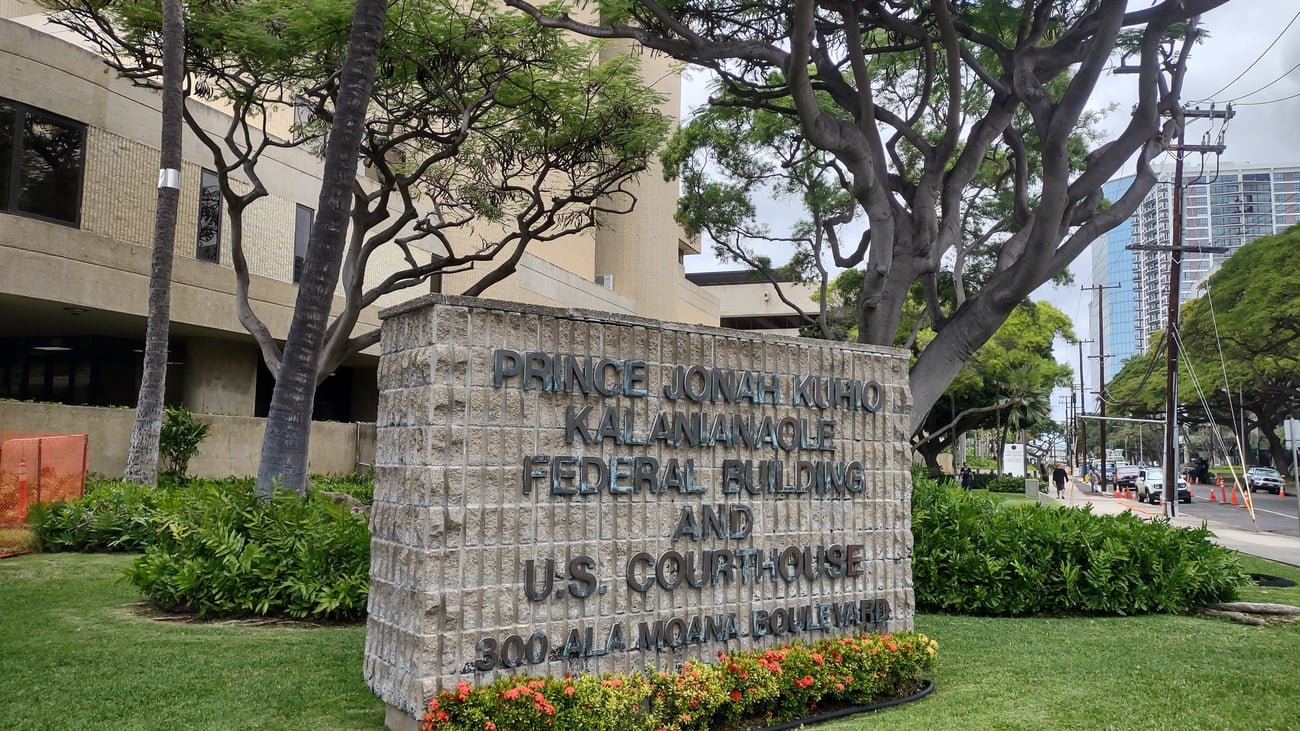 PRINCE JONAH KUHIO
KALANIANAOLE
FEDERAL BUILDING
AND
U.S. COURTHOUSE
300 ALA MOANA BOULEVARD